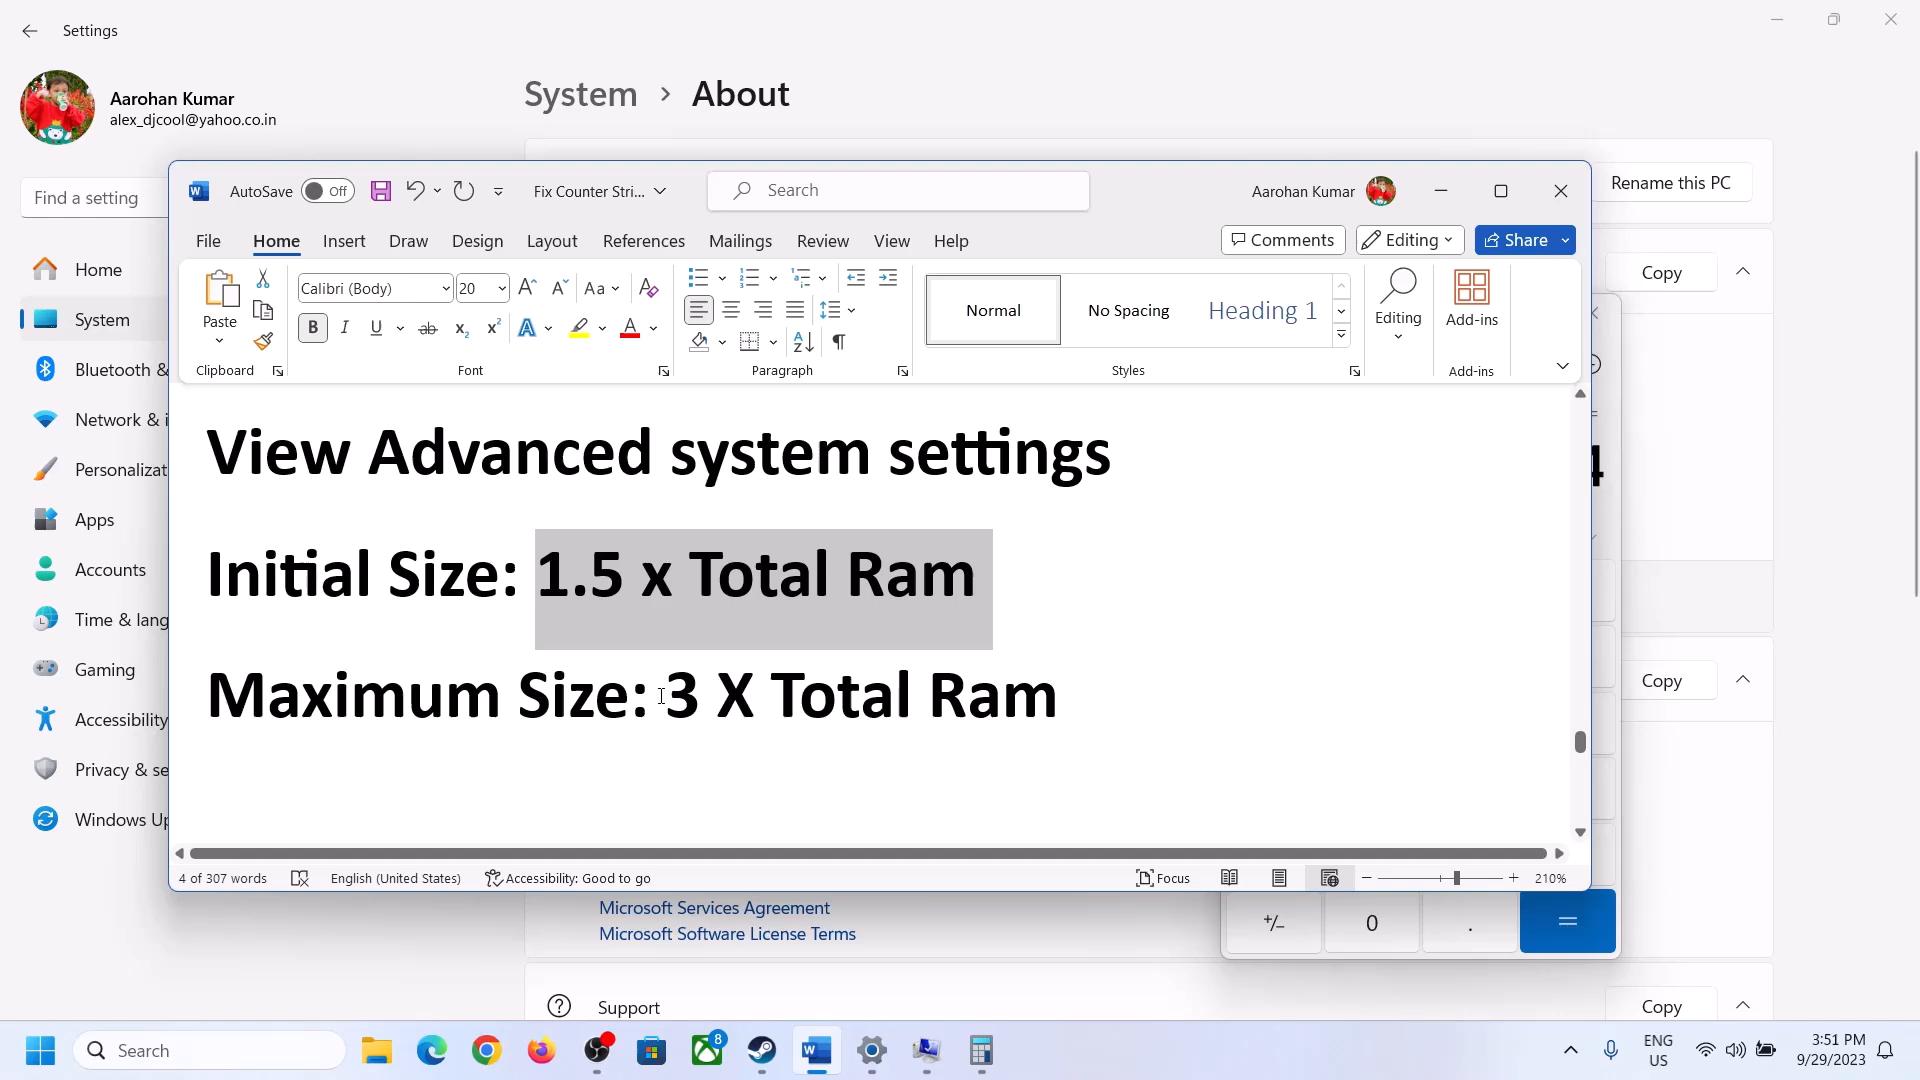 Settings
Aarohan Kumar
alex_djcool@yahoo.co.in
System > About
Find a setting
Rename this PC
Home
System
Bluetooth &
Network & i
Personalizat
Apps
Accounts
Time & lang
Gaming
Accessibility
Privacy & se
Windows Up
AutoSave Off
Fix Counter Stri...
Search
Aarohan Kumar
File Home Insert Draw Design Layout References Mailings Review View Help
Comments Editing Share
Paste
Calibri (Body) 20
Normal
No Spacing
Heading 1
Editing
Add-ins
Clipboard Font Paragraph Styles Add-ins
View Advanced system settings
Initial Size: 1.5 x Total Ram
Maximum Size: 3 X Total Ram
4 of 307 words
English (United States)
Accessibility: Good to go
Focus
210%
Copy
Copy
Microsoft Services Agreement
Microsoft Software License Terms
+/- 0 . =
Support
Copy
Search
8
ENG
US
3:51 PM
9/29/2023